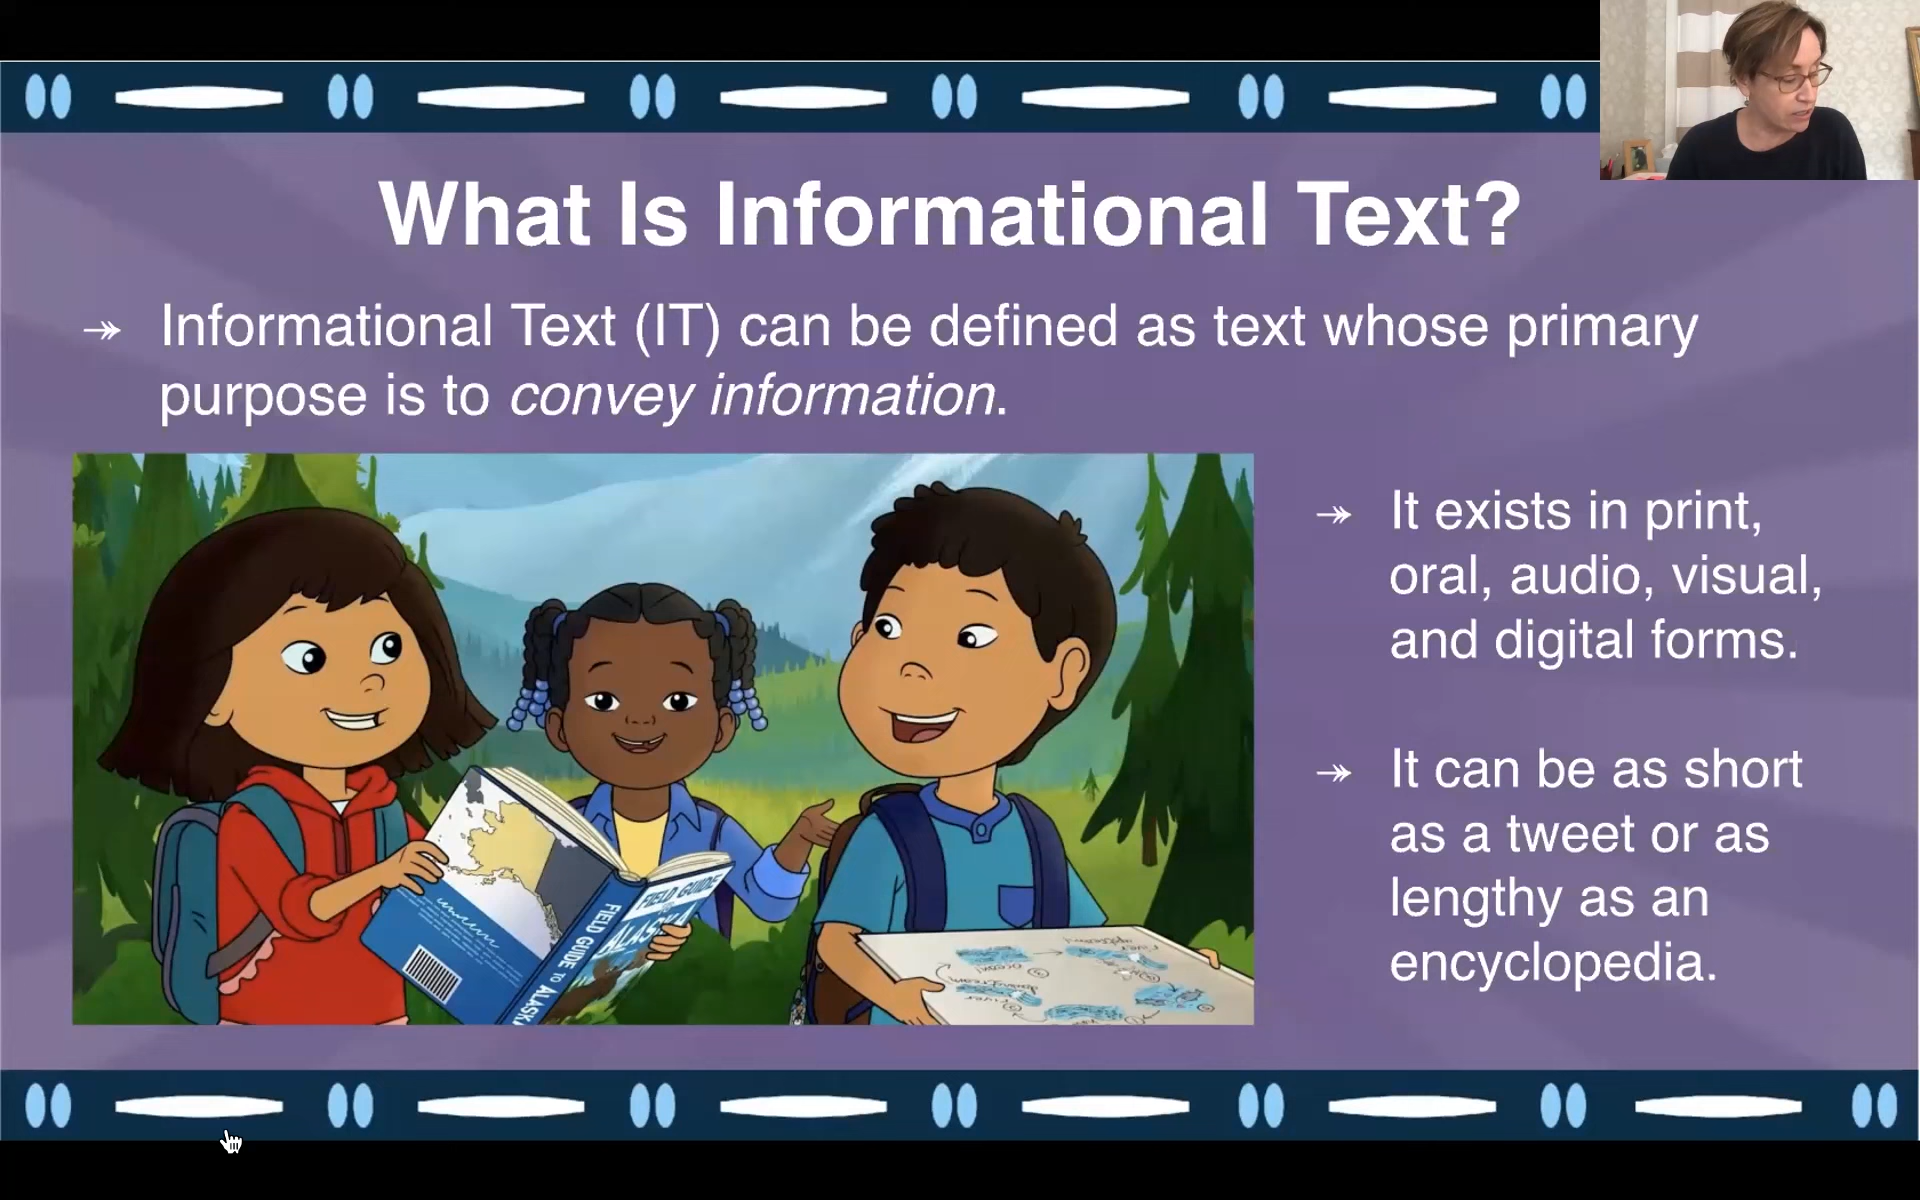 What Is Informational Text?
↠ Informational Text (IT) can be defined as text whose primary
purpose is to convey information.
↠ It exists in print,
oral, audio, visual,
and digital forms.
↠ It can be as short
as a tweet or as
lengthy as an
encyclopedia.
FIELD GUIDE TO ALASK
FIELD GUIDE
ALASKA